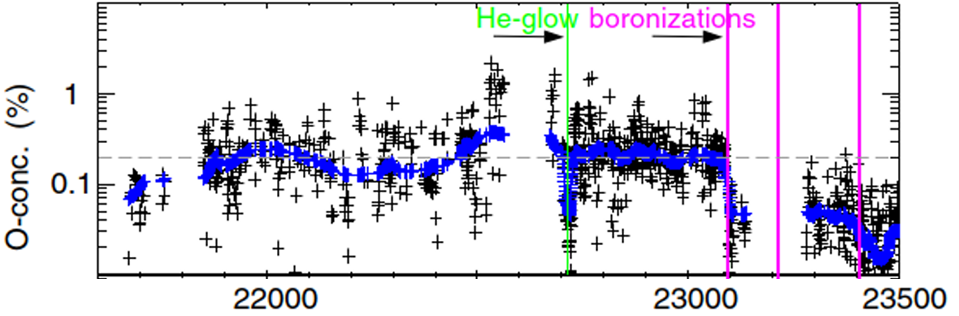 He-glow boronizations
O-conc. (%)
1
0.1
22000 23000 23500